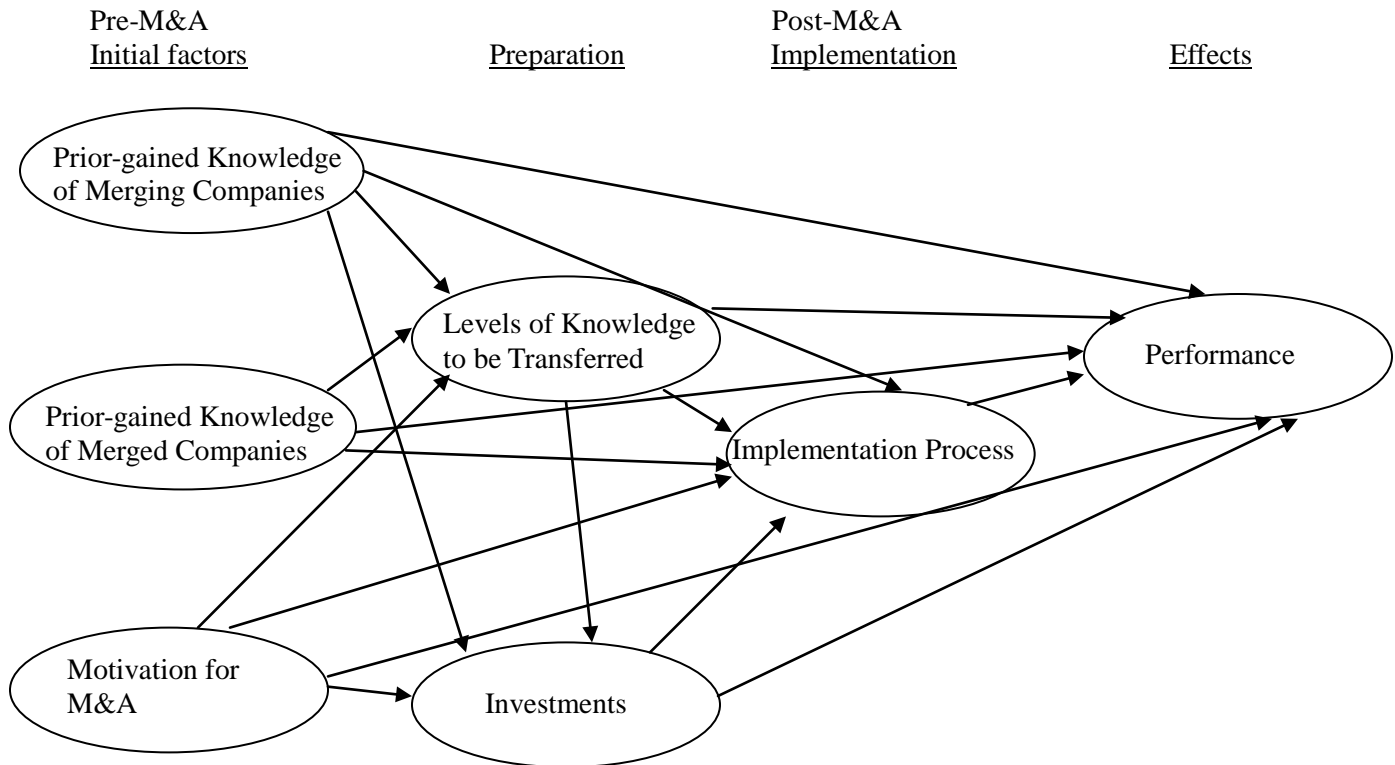 Pre-M&A
Initial factors
Preparation
Post-M&A
Implementation
Effects
Prior-gained Knowledge
of Merging Companies
Levels of Knowledge
to be Transferred
Performance
Prior-gained Knowledge
of Merged Companies
Implementation Process
Motivation for
M&A
Investments